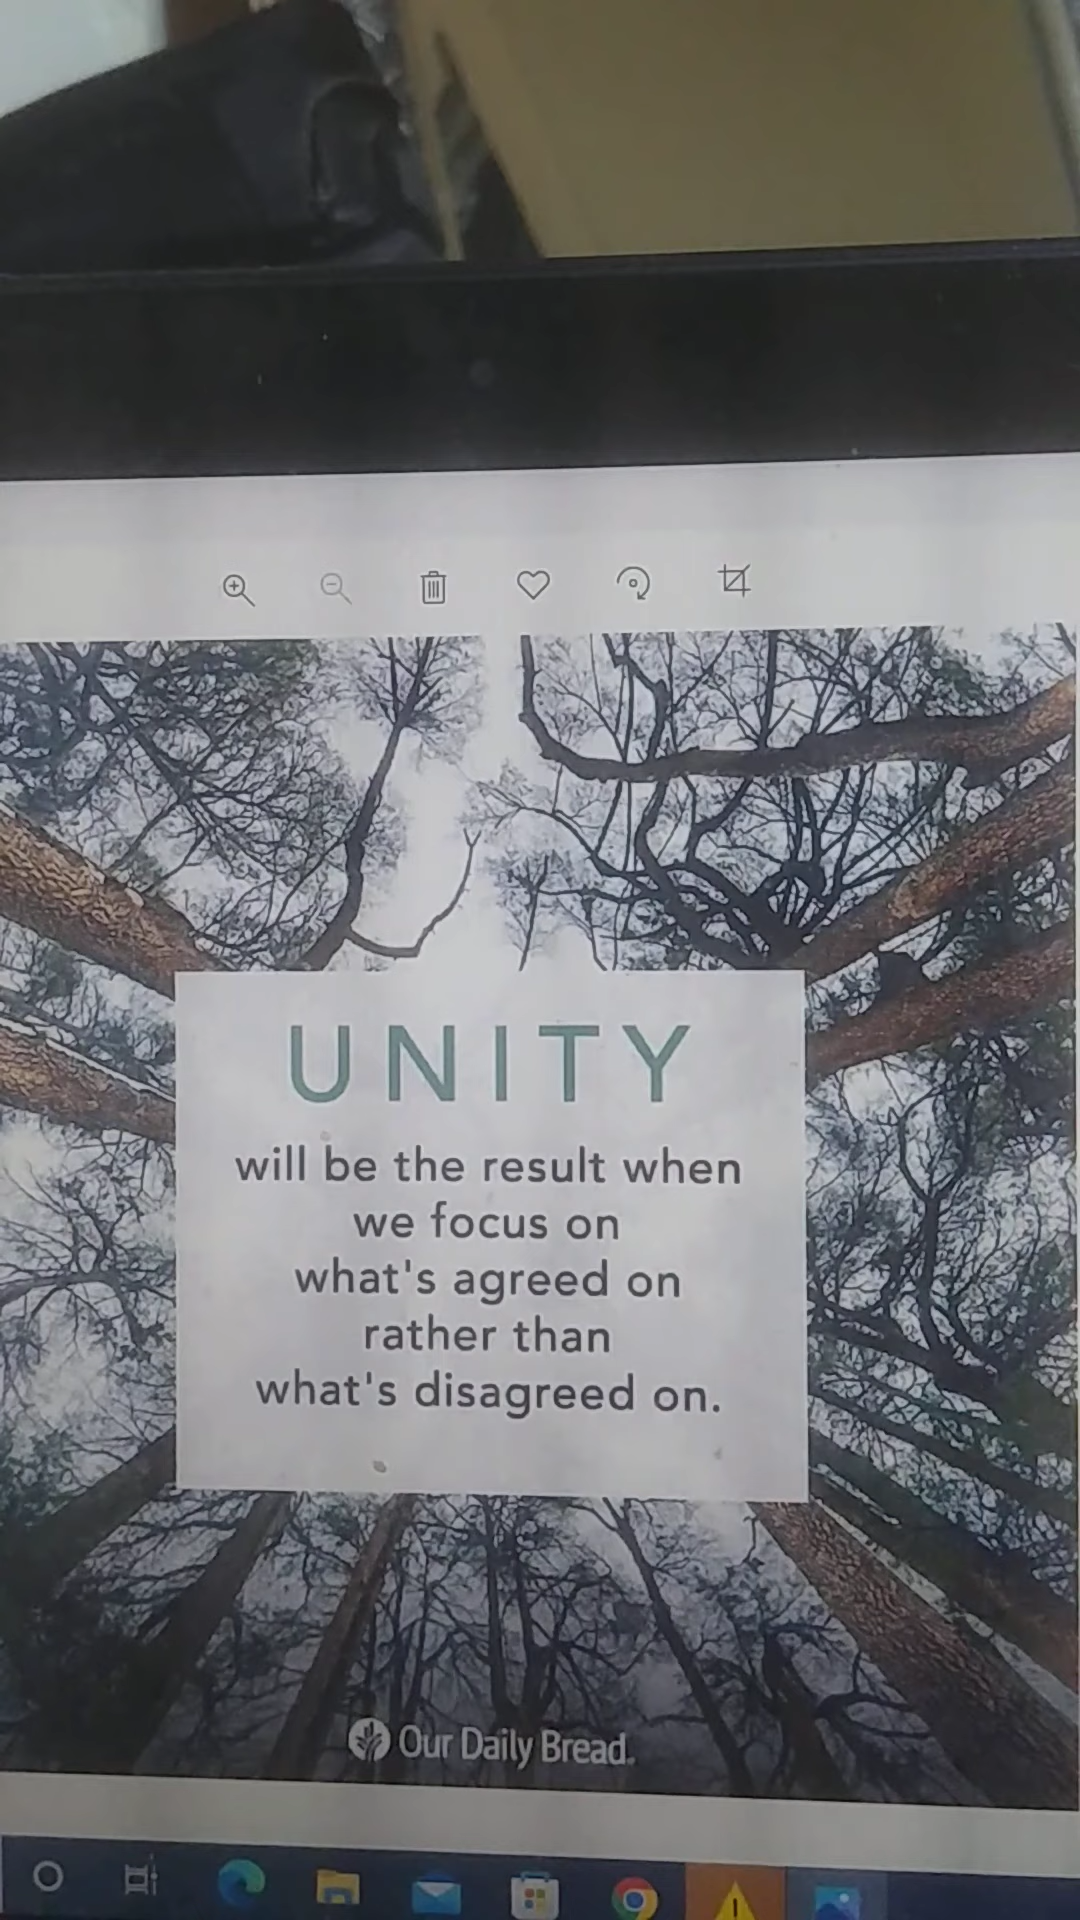 UNITY
will be the result when
we focus on
what's agreed on
rather than
what's disagreed on.
Our Daily Bread.